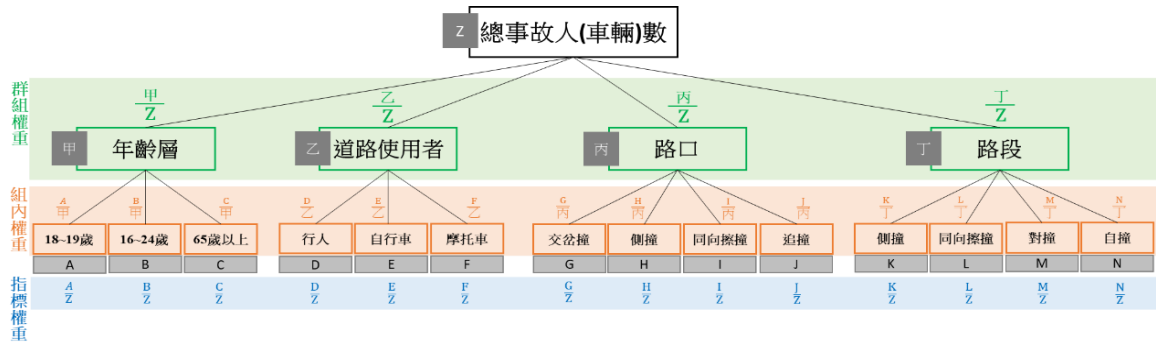 Z 總事故人(車輛)數
群組權重
甲/Z 乙/Z 丙/Z 丁/Z
甲 年齡層 乙 道路使用者 丙 路口 丁 路段
組內權重
A/甲 B/甲 C/甲 D/乙 E/乙 F/乙 G/丙 H/丙 I/丙 J/丙 K/丁 L/丁 M/丁 N/丁
18~19歲 16~24歲 65歲以上 行人 自行車 摩托車 交岔撞 側撞 同向擦撞 追撞 側撞 同向擦撞 對撞 自撞
A B C D E F G H I J K L M N
指標權重
A/Z B/Z C/Z D/Z E/Z F/Z G/Z H/Z I/Z J/Z K/Z L/Z M/Z N/Z